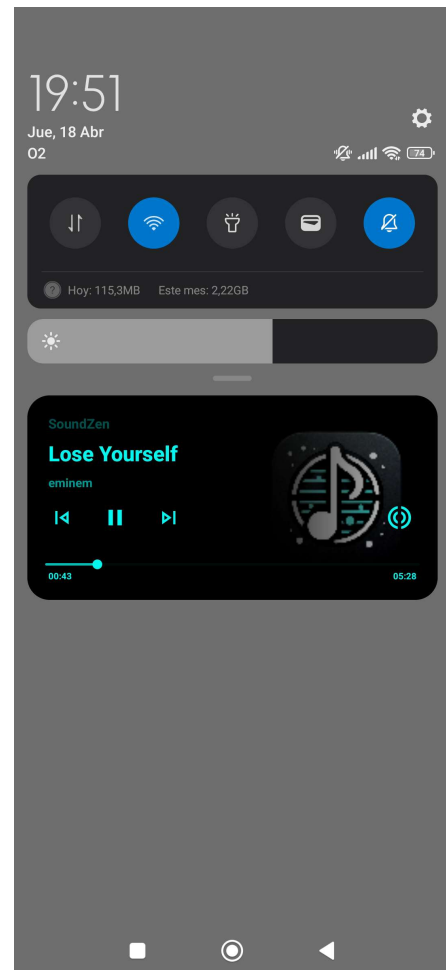 19:51
Jue, 18 Abr
O2
74
Hoy: 115,3MB Este mes: 2,22GB
SoundZen
Lose Yourself
eminem
00:43 05:28